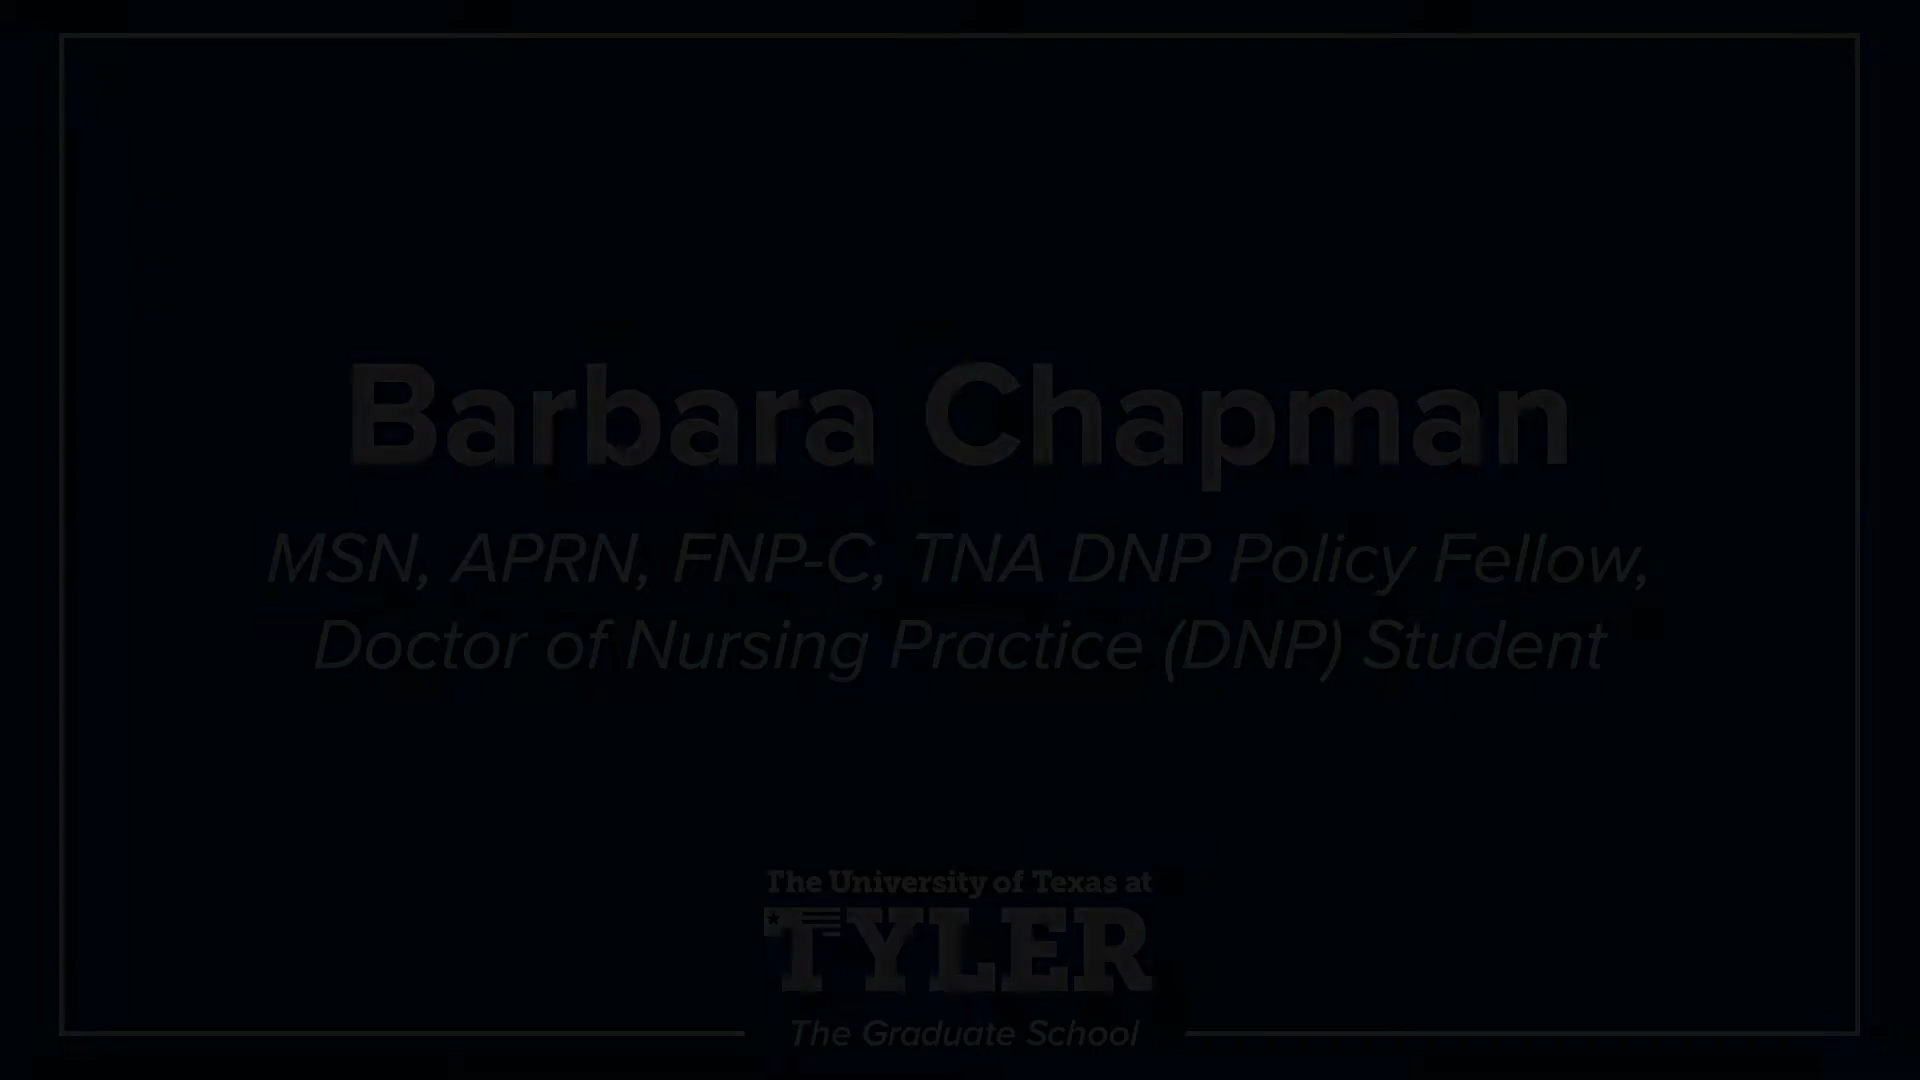 Barbara Chapman
MSN, APRN, FNP-C, TNA DNP Policy Fellow,
Doctor of Nursing Practice (DNP) Student
The University of Texas at
TYLER
The Graduate School